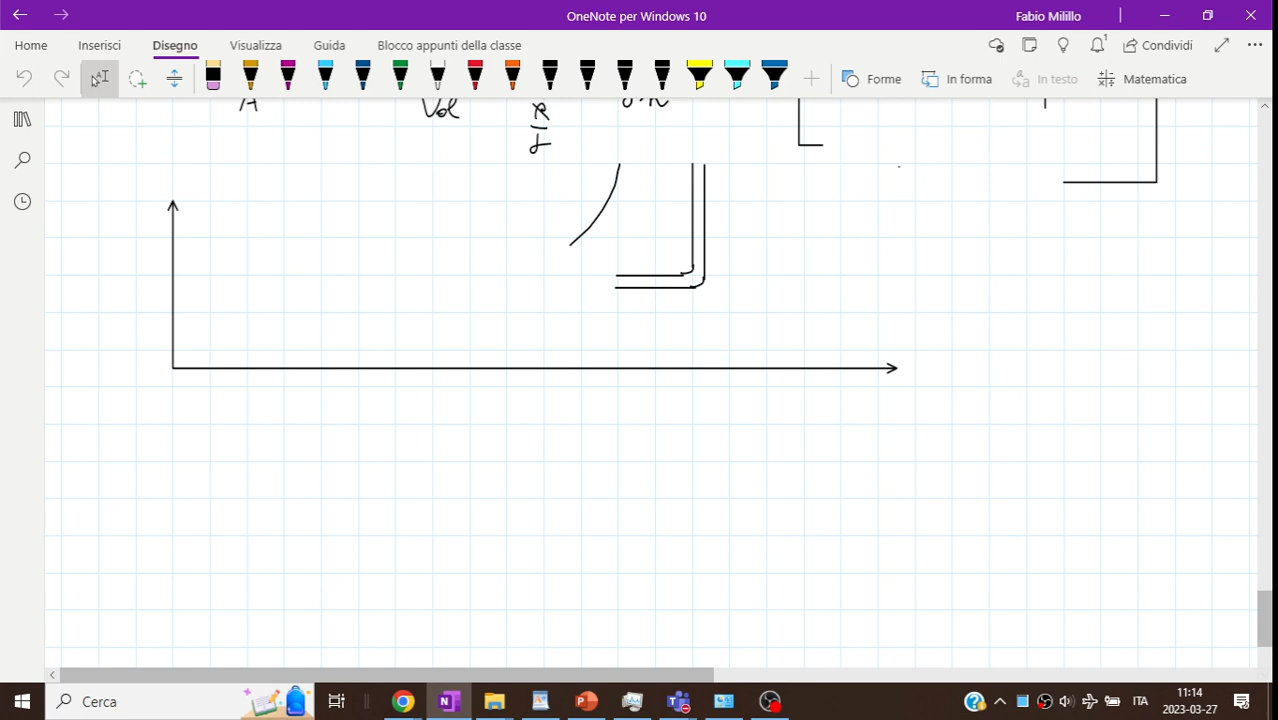 OneNote per Windows 10
Fabio Milillo
Home Inserisci Disegno Visualizza Guida Blocco appunti della classe
Condividi
Forme In forma In testo Matematica
A
Vol
Cerca
ITA
11:14
2023-03-27